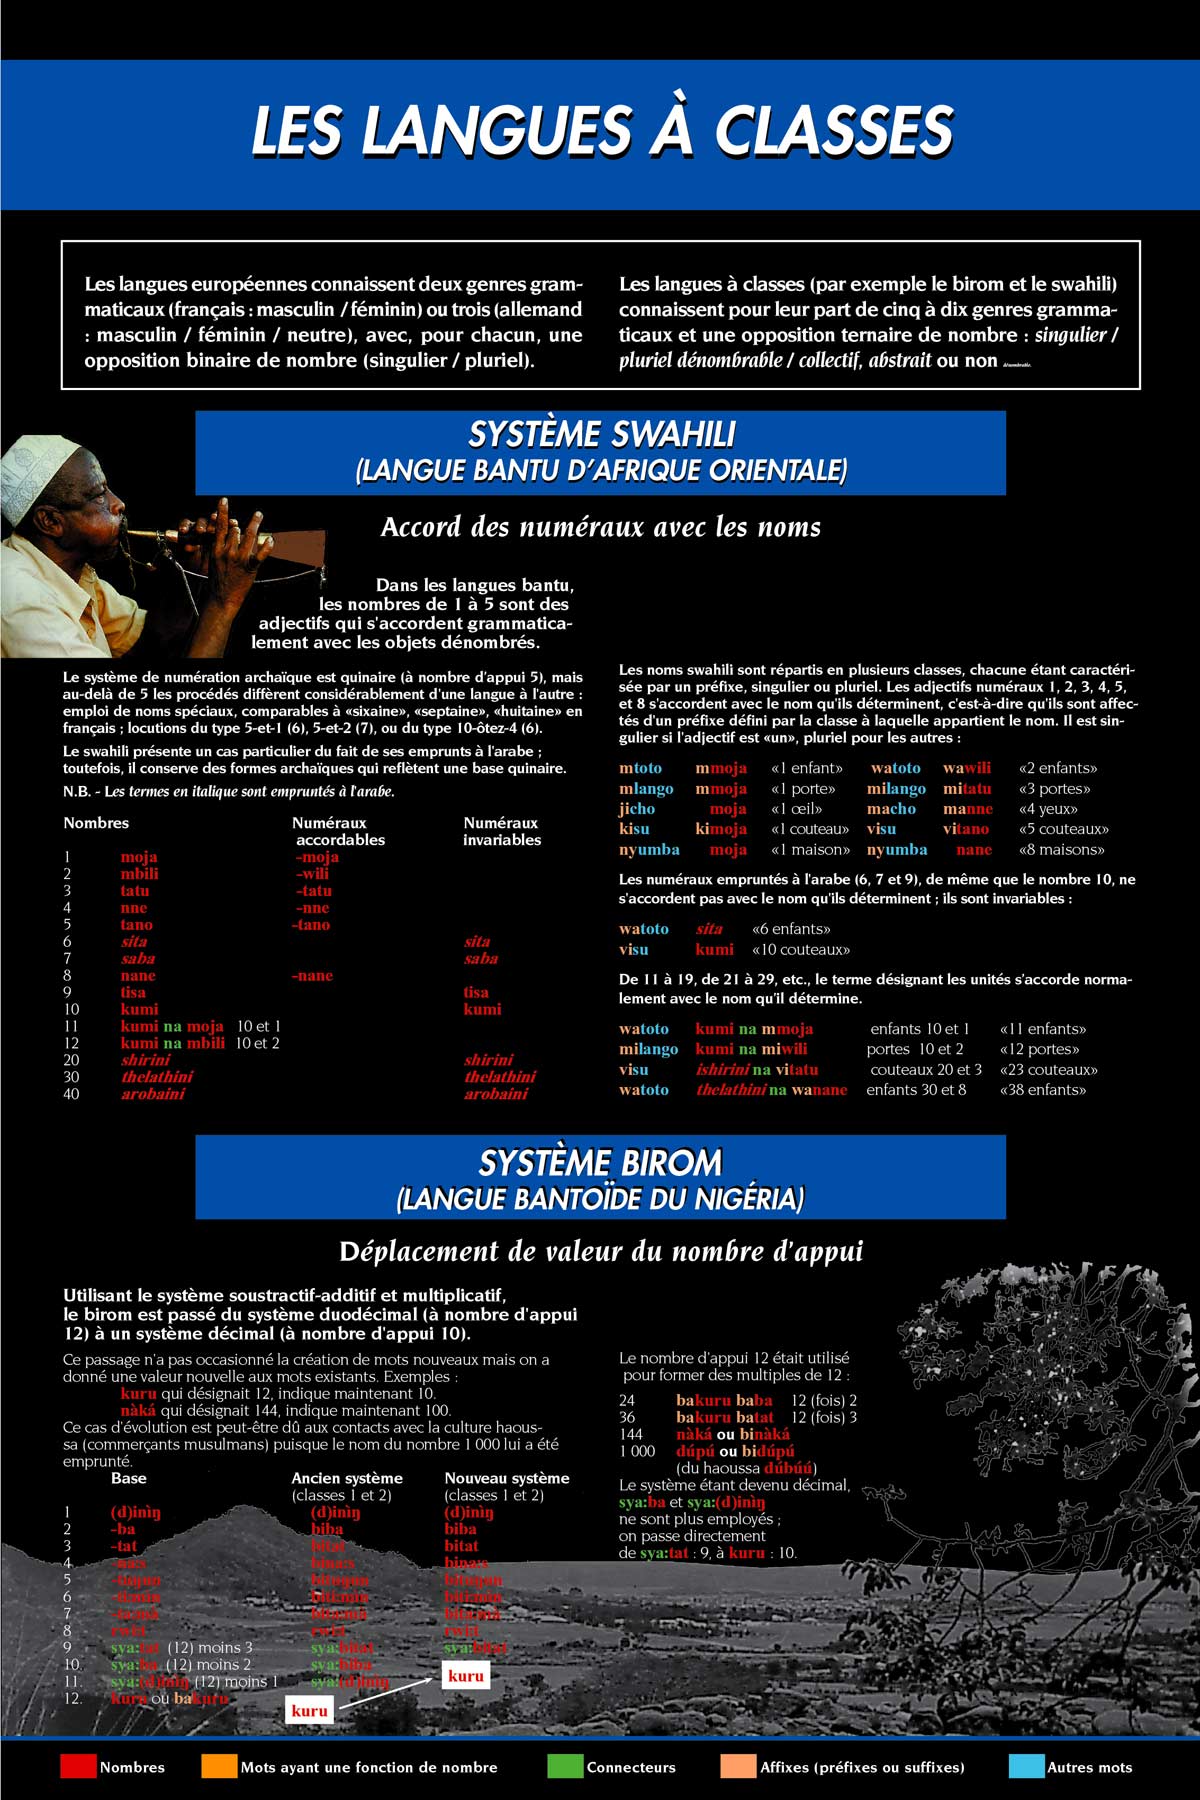 LES LANGUES À CLASSES
Les langues européennes connaissent deux genres gram-
maticaux (français : masculin / féminin) ou trois (allemand
: masculin / féminin / neutre), avec, pour chacun, une
opposition binaire de nombre (singulier / pluriel).
Les langues à classes (par exemple le birom et le swahili)
connaissent pour leur part de cinq à dix genres gramma-
ticaux et une opposition ternaire de nombre : singulier /
pluriel dénombrable / collectif, abstrait ou non dénombrable.
SYSTÈME SWAHILI
(LANGUE BANTU D'AFRIQUE ORIENTALE)
Accord des numéraux avec les noms
Dans les langues bantu,
les nombres de 1 à 5 sont des
adjectifs qui s'accordent grammatica-
lement avec les objets dénombrés.
Le système de numération archaïque est quinaire (à nombre d'appui 5), mais
au-delà de 5 les procédés diffèrent considérablement d'une langue à l'autre :
emploi de noms spéciaux, comparables à «sixaine», «septaine», «huitaine» en
français ; locutions du type 5-et-1 (6), 5-et-2 (7), ou du type 10-ôtez-4 (6).
Le swahili présente un cas particulier du fait de ses emprunts à l'arabe ;
toutefois, il conserve des formes archaïques qui reflètent une base quinaire.
N.B. - Les termes en italique sont empruntés à l'arabe.
Nombres Numéraux Numéraux
accordables invariables
1 moja -moja
2 mbili -wili
3 tatu -tatu
4 nne -nne
5 tano -tano
6 sita sita
7 saba saba
8 nane -nane
9 tisa tisa
10 kumi kumi
11 kumi na moja 10 et 1
12 kumi na mbili 10 et 2
20 shirini shirini
30 thelathini thelathini
40 arobaini arobaini
Les noms swahili sont répartis en plusieurs classes, chacune étant caractéri-
sée par un préfixe, singulier ou pluriel. Les adjectifs numéraux 1, 2, 3, 4, 5,
et 8 s'accordent avec le nom qu'ils déterminent, c'est-à-dire qu'ils sont affec-
tés d'un préfixe défini par la classe à laquelle appartient le nom. Il est sin-
gulier si l'adjectif est «un», pluriel pour les autres :
mtoto mmoja «1 enfant» watoto wawili «2 enfants»
mlango mmoja «1 porte» milango mitatu «3 portes»
jicho moja «1 œil» macho manne «4 yeux»
kisu kimoja «1 couteau» visu vitano «5 couteaux»
nyumba moja «1 maison» nyumba nane «8 maisons»
Les numéraux empruntés à l'arabe (6, 7 et 9), de même que le nombre 10, ne
s'accordent pas avec le nom qu'ils déterminent ; ils sont invariables :
watoto sita «6 enfants»
visu kumi «10 couteaux»
De 11 à 19, de 21 à 29, etc., le terme désignant les unités s'accorde norma-
lement avec le nom qu'il détermine.
watoto kumi na mmoja enfants 10 et 1 «11 enfants»
milango kumi na miwili portes 10 et 2 «12 portes»
visu ishirini na vitatu couteaux 20 et 3 «23 couteaux»
watoto thelathini na wanane enfants 30 et 8 «38 enfants»
SYSTÈME BIROM
(LANGUE BANTOÏDE DU NIGÉRIA)
Déplacement de valeur du nombre d'appui
Utilisant le système soustractif-additif et multiplicatif,
le birom est passé du système duodécimal (à nombre d'appui
12) à un système décimal (à nombre d'appui 10).
Ce passage n'a pas occasionné la création de mots nouveaux mais on a
donné une valeur nouvelle aux mots existants. Exemples :
kuru qui désignait 12, indique maintenant 10.
nàká qui désignait 144, indique maintenant 100.
Ce cas d'évolution est peut-être dû aux contacts avec la culture haous-
sa (commerçants musulmans) puisque le nom du nombre 1 000 lui a été
emprunté.
Base Ancien système Nouveau système
(classes 1 et 2) (classes 1 et 2)
1 (d)inìŋ (d)inìŋ (d)inìŋ
2 -ba biba biba
3 -tat bitat bitat
4
5
6
7
8
9 sya:tat (12) moins 3 sya:bitat sya:bitat
10. sya:ba (12) moins 2 sya:biba
11. sya:(d)inìŋ (12) moins 1 sya:(d)inìŋ
12. kuru ou bakuru
kuru
kuru
Le nombre d'appui 12 était utilisé
pour former des multiples de 12 :
24 bakuru baba 12 (fois) 2
36 bakuru batat 12 (fois) 3
144 nàká ou binàká
1 000 dúpú ou bidúpú
(du haoussa dúbúú)
Le système étant devenu décimal,
sya:ba et sya:(d)inìŋ
ne sont plus employés ;
on passe directement
de sya:tat : 9, à kuru : 10.
Nombres
Mots ayant une fonction de nombre
Connecteurs
Affixes (préfixes ou suffixes)
Autres mots